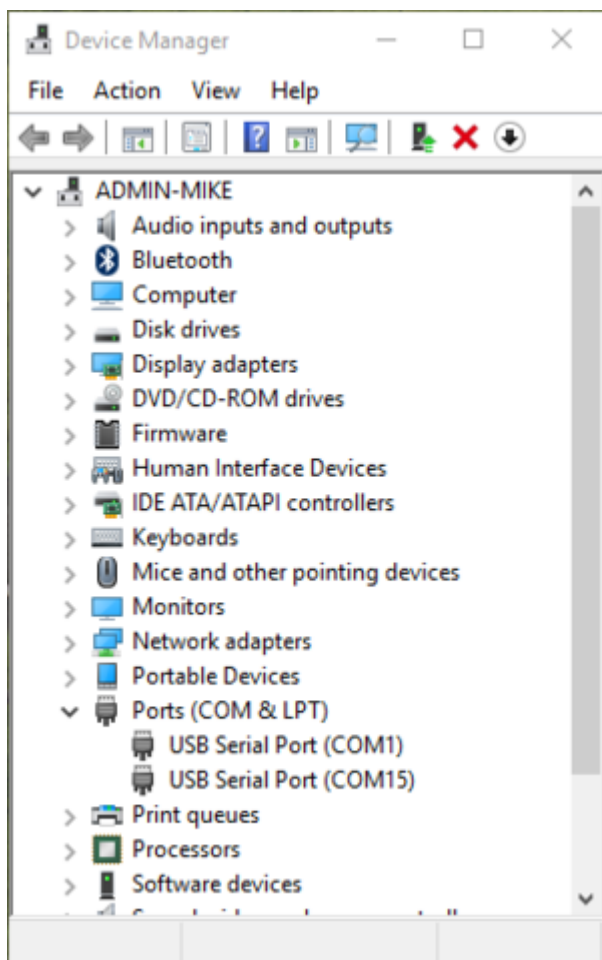 Device Manager
File Action View Help
ADMIN-MIKE
Audio inputs and outputs
Bluetooth
Computer
Disk drives
Display adapters
DVD/CD-ROM drives
Firmware
Human Interface Devices
IDE ATA/ATAPI controllers
Keyboards
Mice and other pointing devices
Monitors
Network adapters
Portable Devices
Ports (COM & LPT)
USB Serial Port (COM1)
USB Serial Port (COM15)
Print queues
Processors
Software devices